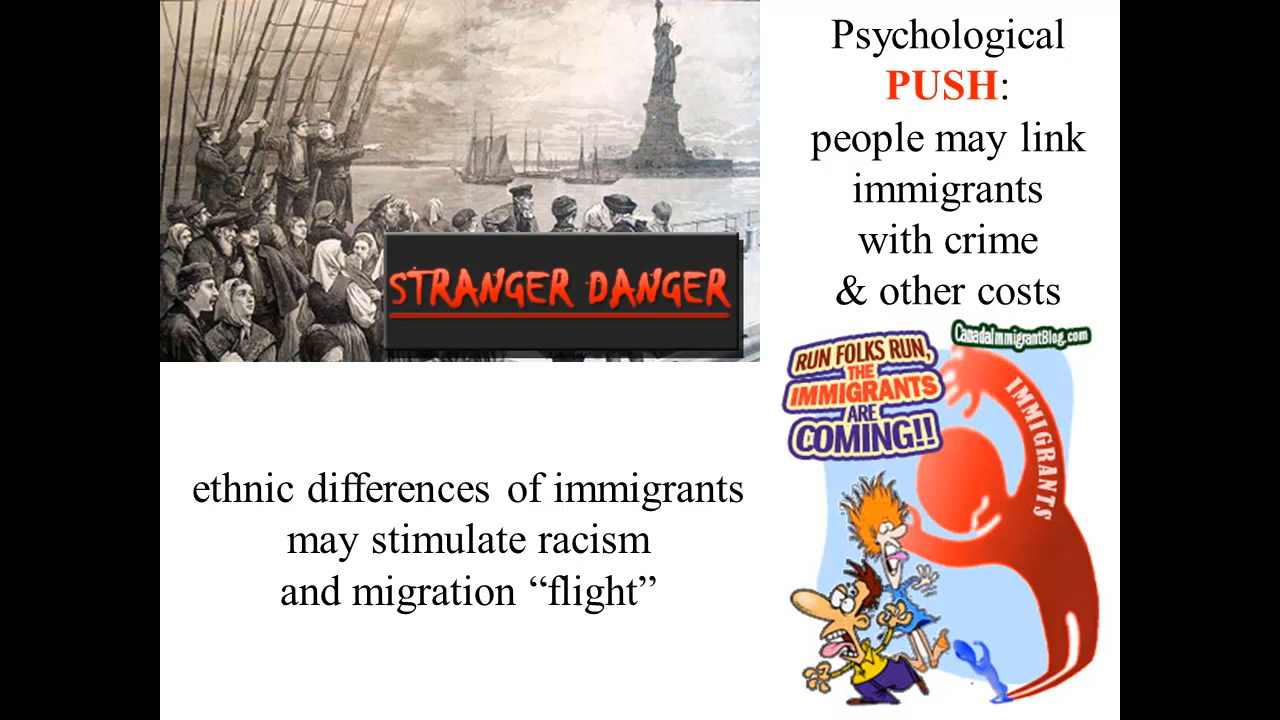 Psychological
PUSH:
people may link
immigrants
with crime
& other costs
STRANGER DANGER
CanadaImmigrantBlog.com
RUN FOLKS RUN,
THE
IMMIGRANTS
ARE
COMING!!
IMMIGRANTS
ethnic differences of immigrants
may stimulate racism
and migration “flight”